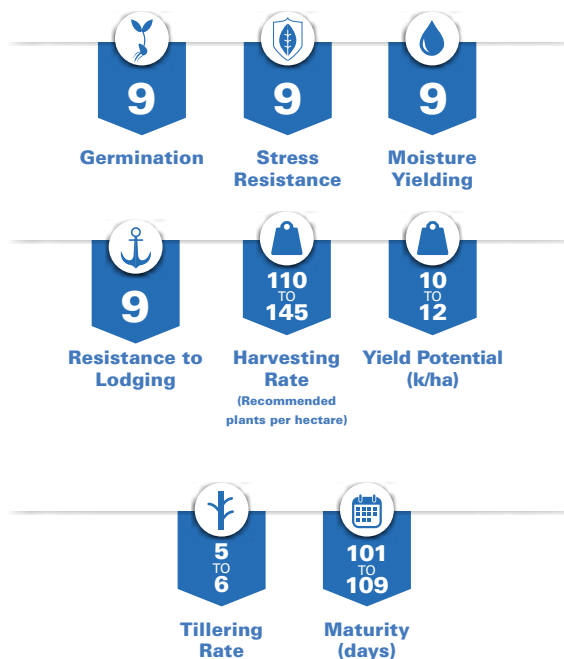 9 9 9
Germination Stress Moisture
Resistance Yielding
9 110 10
TO TO
145 12
Resistance to Harvesting Yield Potential
Lodging Rate (k/ha)
(Recommended
plants per hectare)
5 101
TO TO
6 109
Tillering Maturity
Rate (days)